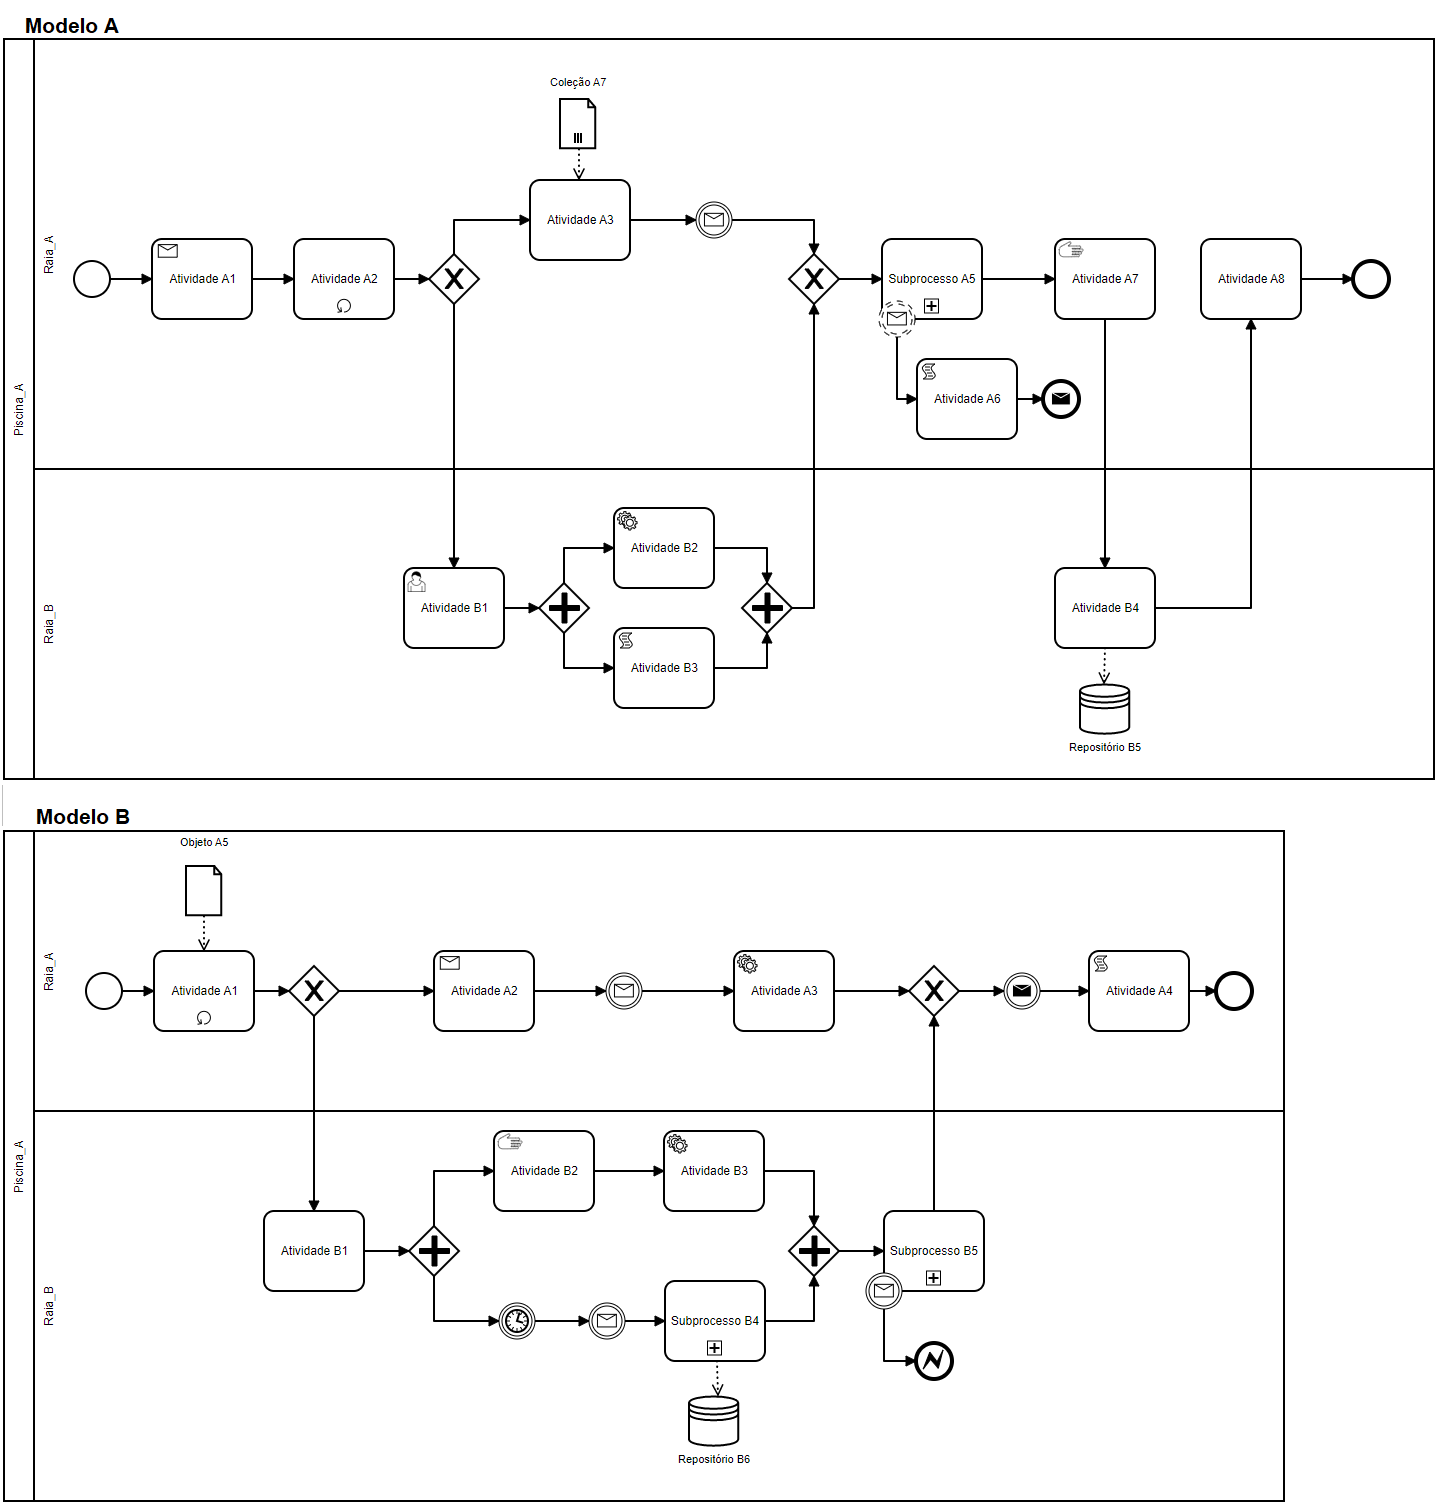 Modelo A
Coleção A7
Atividade A3
Raia_A
Atividade A1
Atividade A2
Subprocesso A5
Atividade A7
Atividade A8
Atividade A6
Piscina_A
Atividade B2
Raia_B
Atividade B1
Atividade B4
Atividade B3
Repositório B5
Modelo B
Objeto A5
Raia_A
Atividade A1
Atividade A2
Atividade A3
Atividade A4
Piscina_A
Atividade B2
Atividade B3
Atividade B1
Subprocesso B5
Raia_B
Subprocesso B4
Repositório B6